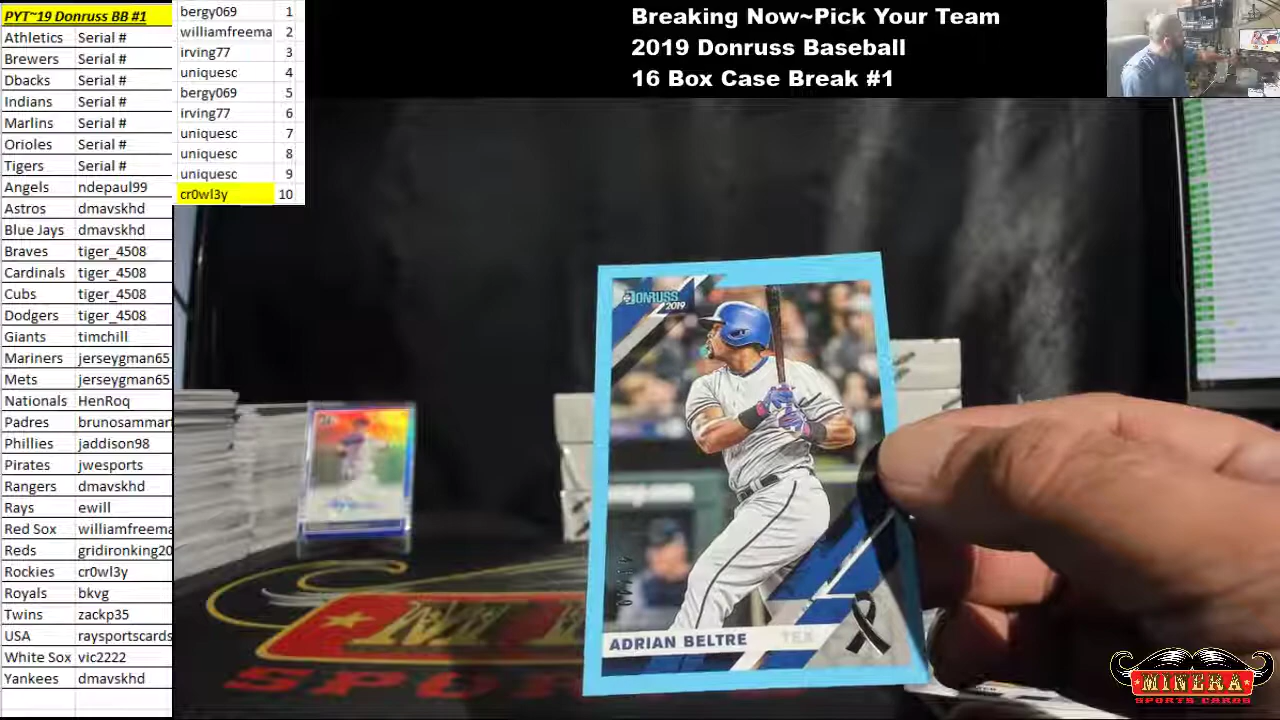 PYT~19 Donruss BB #1
Athletics Serial #
Brewers Serial #
Dbacks Serial #
Indians Serial #
Marlins Serial #
Orioles Serial #
Tigers Serial #
Angels ndepaul99
Astros dmavskhd
Blue Jays dmavskhd
Braves tiger_4508
Cardinals tiger_4508
Cubs tiger_4508
Dodgers tiger_4508
Giants timchill
Mariners jerseygman65
Mets jerseygman65
Nationals HenRoq
Padres brunosammar
Phillies jaddison98
Pirates jwesports
Rangers dmavskhd
Rays ewill
Red Sox williamfreema
Reds gridironking20
Rockies cr0wl3y
Royals bkvg
Twins zackp35
USA raysportscards
White Sox vic2222
Yankees dmavskhd
bergy069 1
williamfreema 2
irving77 3
uniquesc 4
bergy069 5
irving77 6
uniquesc 7
uniquesc 8
uniquesc 9
cr0wl3y 10
Breaking Now~Pick Your Team
2019 Donruss Baseball
16 Box Case Break #1
DONRUSS
2019
ADRIAN BELTRE TEX
MINERA
SPORTS CARDS